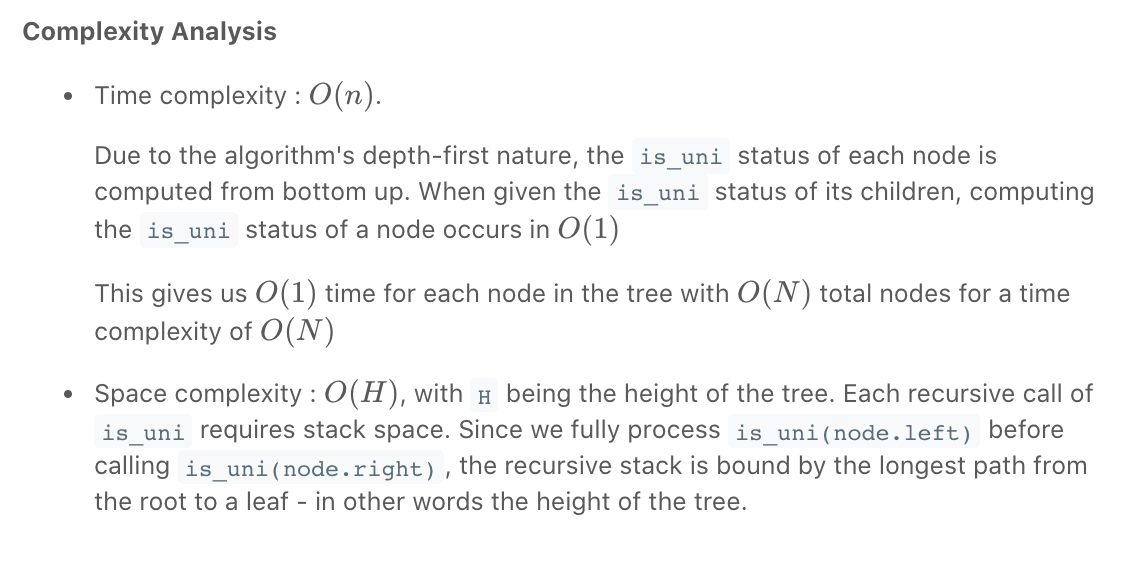 Complexity Analysis
• Time complexity : O(n).
Due to the algorithm's depth-first nature, the is_uni status of each node is
computed from bottom up. When given the is_uni status of its children, computing
the is_uni status of a node occurs in O(1)
This gives us O(1) time for each node in the tree with O(N) total nodes for a time
complexity of O(N)
• Space complexity : O(H), with H being the height of the tree. Each recursive call of
is_uni requires stack space. Since we fully process is_uni(node.left) before
calling is_uni(node.right), the recursive stack is bound by the longest path from
the root to a leaf - in other words the height of the tree.